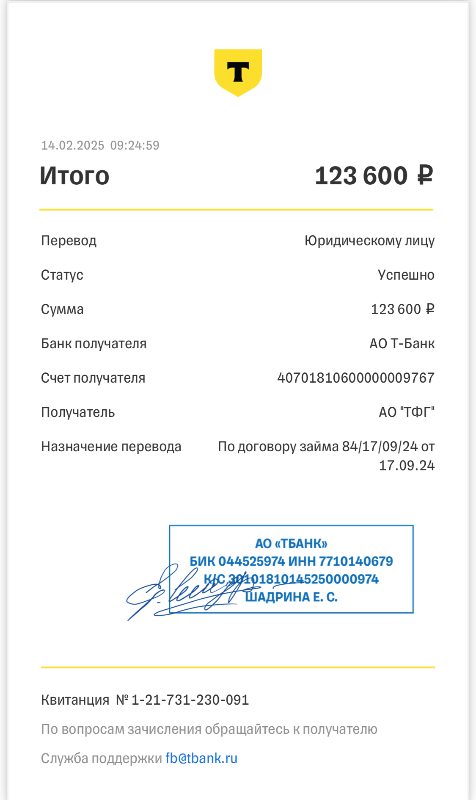 T
14.02.2025 09:24:59
Итого 123 600 ₽
Перевод Юридическому лицу
Статус Успешно
Сумма 123 600 ₽
Банк получателя АО Т-Банк
Счет получателя 40701810600000009767
Получатель АО "ТФГ"
Назначение перевода По договору займа 84/17/09/24 от
17.09.24
АО «ТБАНК»
БИК 044525974 ИНН 7710140679
К/С 30101810145250000974
ШАДРИНА Е. С.
Квитанция № 1-21-731-230-091
По вопросам зачисления обращайтесь к получателю
Служба поддержки fb@tbank.ru